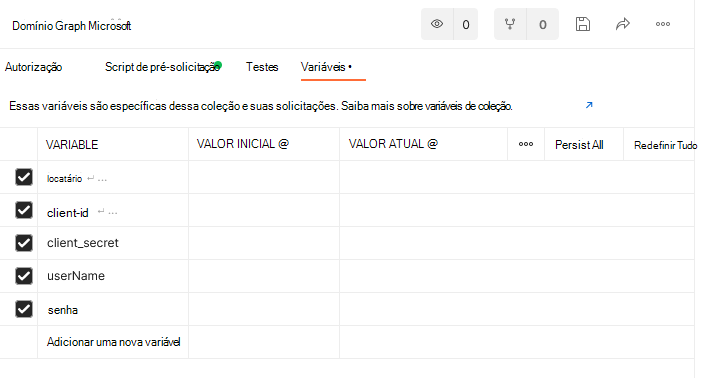 Domínio Graph Microsoft
0
0
Autorização Script de pré-solicitação Testes Variáveis •
Essas variáveis são específicas dessa coleção e suas solicitações. Saiba mais sobre variáveis de coleção.
VARIABLE VALOR INICIAL @ VALOR ATUAL @ Persist All Redefinir Tudo
locatário ↵ ...
client-id ↵ ...
client_secret
userName
senha
Adicionar uma nova variável